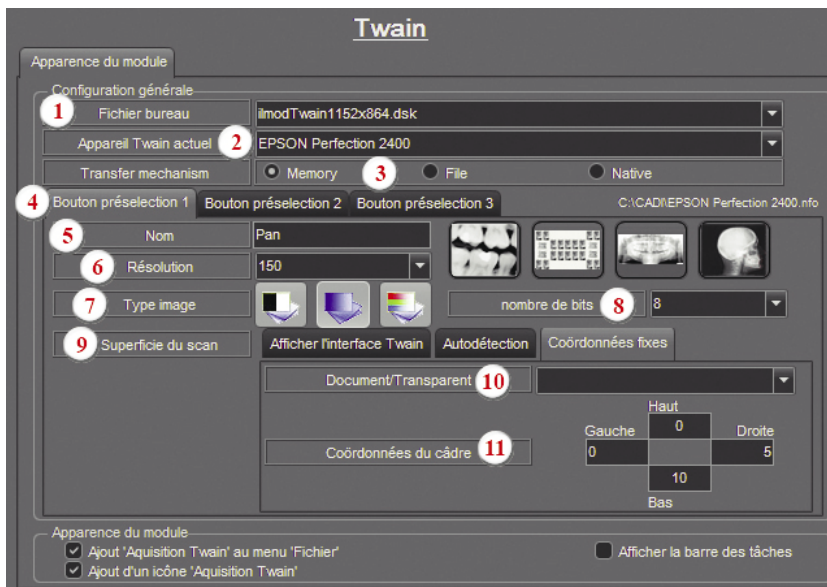 Twain
Apparence du module
Configuration générale
1 Fichier bureau ilmodTwain1152x864.dsk
Appareil Twain actuel 2 EPSON Perfection 2400
Transfer mechanism Memory 3 File Native
4 Bouton préselection 1 Bouton préselection 2 Bouton préselection 3 C:\CADI\EPSON Perfection 2400.nfo
5 Nom Pan
6 Résolution 150
7 Type image nombre de bits 8 8
9 Superficie du scan Afficher l'interface Twain Autodétection Coördonnées fixes
Document/Transparent 10
Haut
Gauche 0 Droite
Coördonnées du câdre 11 0 5
10
Bas
Apparence du module
Ajout 'Aquisition Twain' au menu 'Fichier' Afficher la barre des tâches
Ajout d'un icône 'Aquisition Twain'